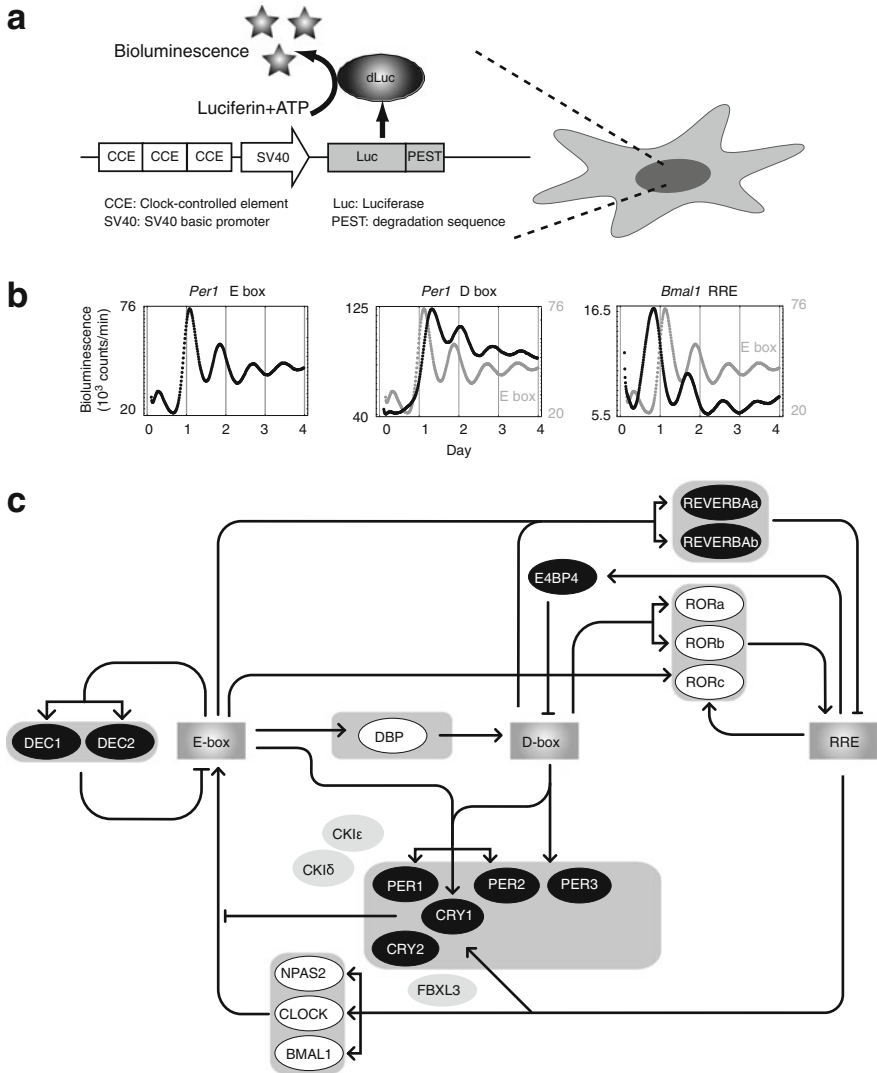 a
Bioluminescence
dLuc
Luciferin+ATP
CCE CCE CCE SV40 Luc PEST
CCE: Clock-controlled element
SV40: SV40 basic promoter
Luc: Luciferase
PEST: degradation sequence
b
Per1 E box
Bioluminescence
(10³ counts/min)
76
20
0 1 2 3 4
Per1 D box
125
40
76
20
E box
0 1 2 3 4
Day
Bmal1 RRE
16.5
5.5
76
20
E box
0 1 2 3 4
c
REVERBAa
REVERBAb
E4BP4
RORa
RORb
RORc
DEC1
DEC2
E-box
DBP
D-box
RRE
CKIε
CKIδ
PER1
PER2
PER3
CRY1
CRY2
FBXL3
NPAS2
CLOCK
BMAL1